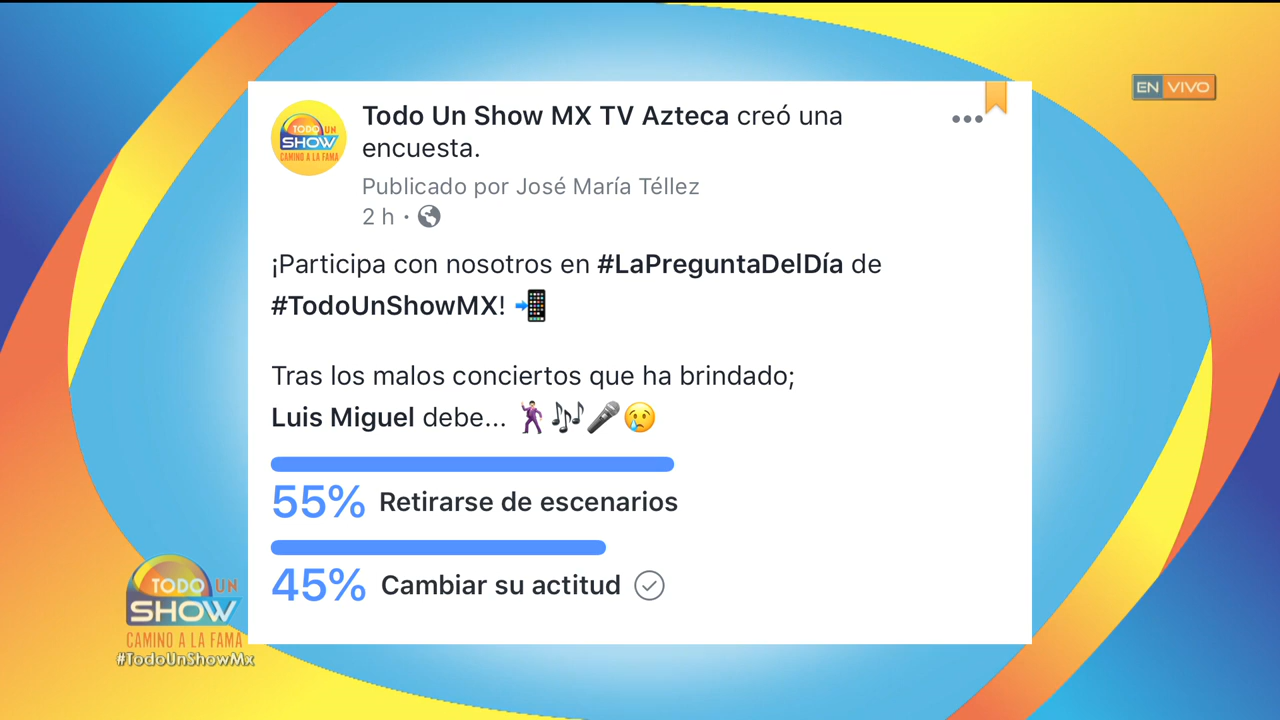 EN VIVO
Todo Un Show MX TV Azteca creó una
encuesta.
Publicado por José María Téllez
2 h ·
TODO UN
SHOW
CAMINO A LA FAMA
¡Participa con nosotros en #LaPreguntaDelDía de
#TodoUnShowMX! 📲
Tras los malos conciertos que ha brindado;
Luis Miguel debe... 🕺🎶🎤😢
55% Retirarse de escenarios
45% Cambiar su actitud
TODO UN
SHOW
CAMINO A LA FAMA
#TodoUnShowMx